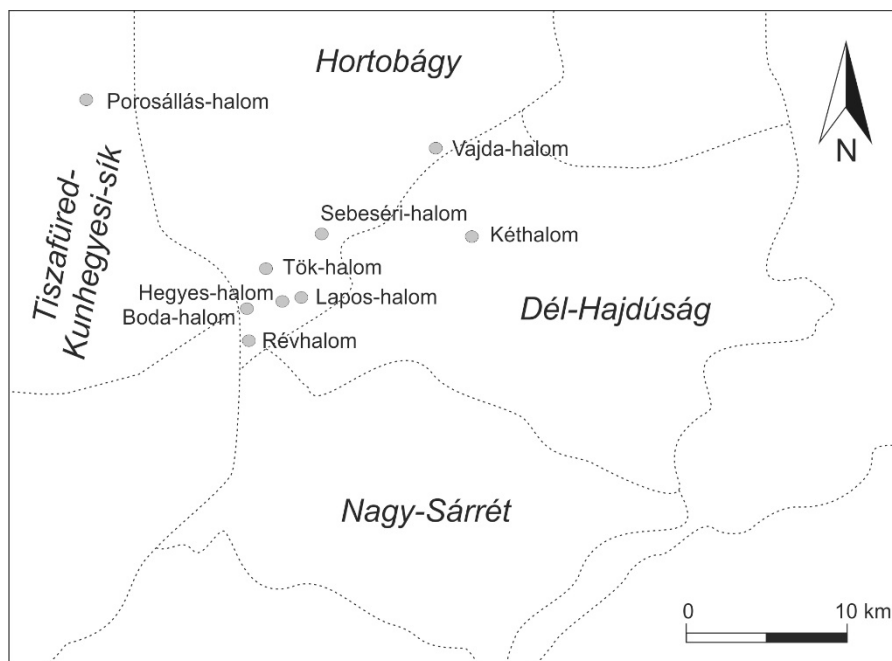 Hortobágy
Porosállás-halom
N
Vajda-halom
Tiszafüred-
Kunhegyesi-sík
Sebeséri-halom
Kéthalom
Tök-halom
Hegyes-halom
Lapos-halom
Boda-halom
Dél-Hajdúság
Révhalom
Nagy-Sárrét
0 10 km